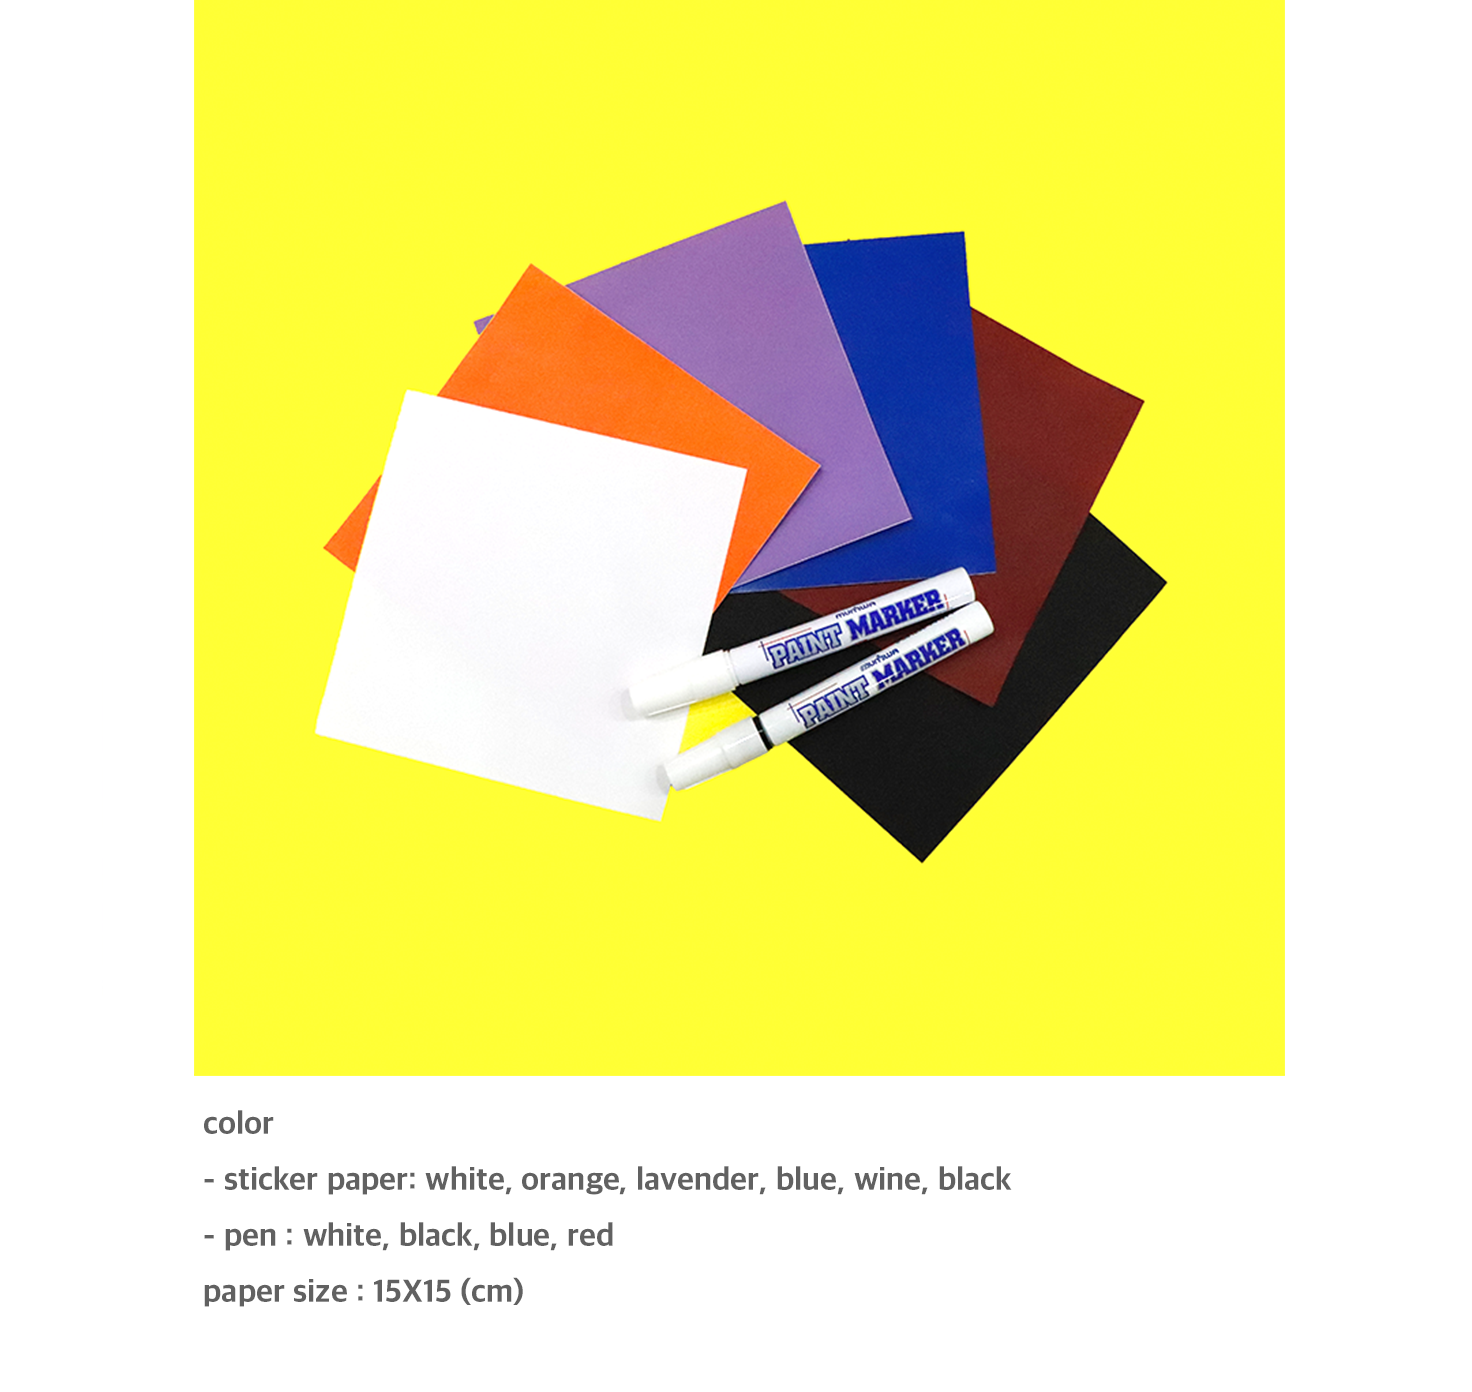 munhwa
PAINT MARKER
munhwa
PAINT MARKER
color
- sticker paper: white, orange, lavender, blue, wine, black
- pen : white, black, blue, red
paper size : 15X15 (cm)